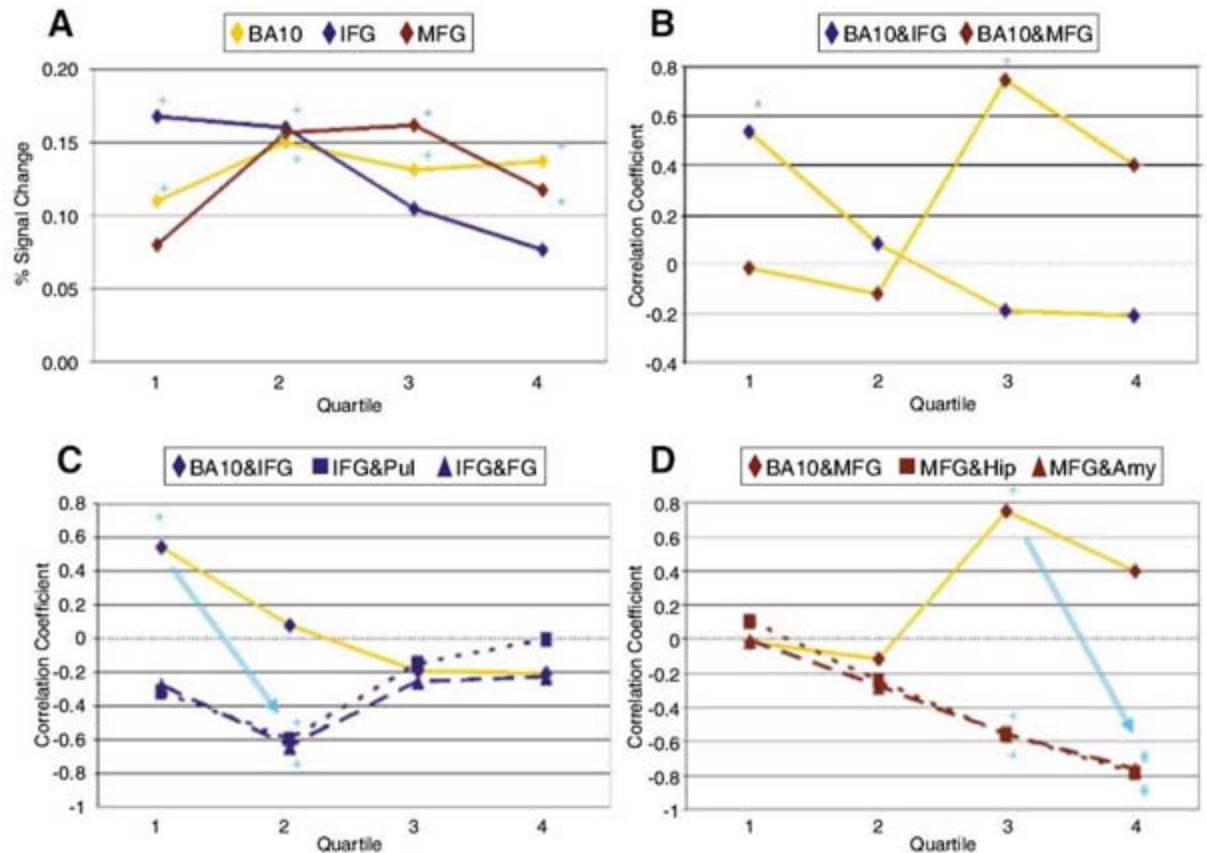 A
BA10 IFG MFG
% Signal Change
0.20
0.15
0.10
0.05
0.00
1 2 3 4
Quartile
B
BA10&IFG BA10&MFG
Correlation Coefficient
0.8
0.6
0.4
0.2
0
-0.2
-0.4
1 2 3 4
Quartile
C
BA10&IFG IFG&Pul IFG&FG
Correlation Coefficient
0.8
0.6
0.4
0.2
0
-0.2
-0.4
-0.6
-0.8
-1
1 2 3 4
Quartile
D
BA10&MFG MFG&Hip MFG&Amy
Correlation Coefficient
0.8
0.6
0.4
0.2
0
-0.2
-0.4
-0.6
-0.8
-1
1 2 3 4
Quartile